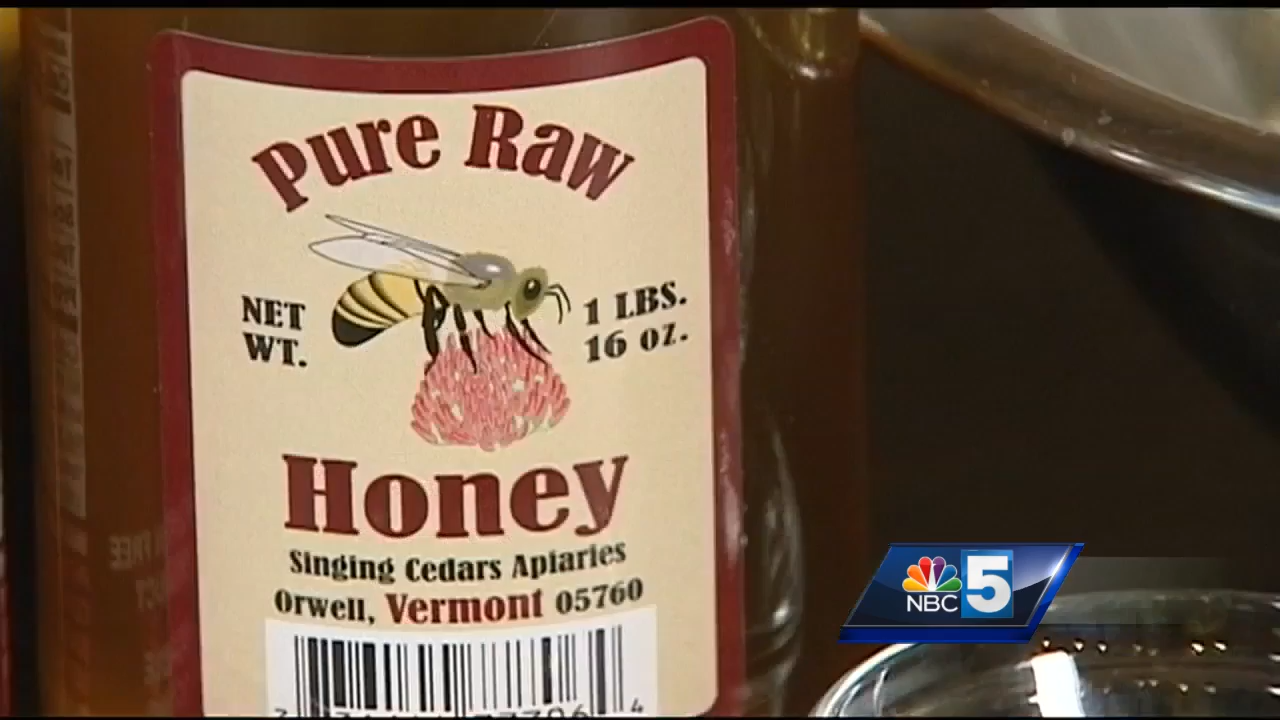 Pure Raw
NET
WT.
1 LBS.
16 oz.
Honey
Singing Cedars Apiaries
Orwell, Vermont 05760
NBC 5